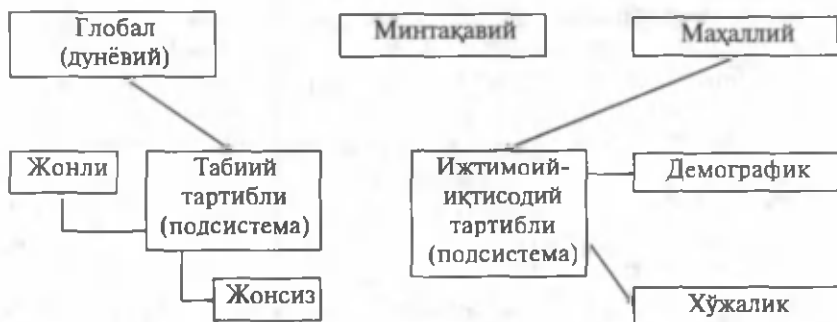 Глобал
(дунёвий)
Минтақавий
Маҳаллий
Жонли
Табиий
тартибли
(подсистема)
Ижтимоий-
иқтисодий
тартибли
(подсистема)
Демографик
Жонсиз
Хўжалик